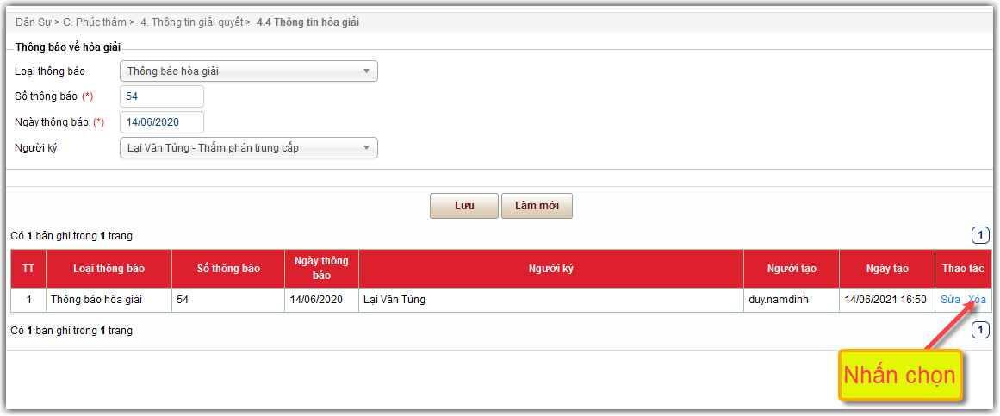 Dân Sự > C. Phúc thẩm > 4. Thông tin giải quyết > 4.4 Thông tin hòa giải
Thông báo về hòa giải
Loại thông báo Thông báo hòa giải
Số thông báo (*) 54
Ngày thông báo (*) 14/06/2020
Người ký Lại Văn Tùng - Thẩm phán trung cấp
Lưu Làm mới
Có 1 bản ghi trong 1 trang 1
TT Loại thông báo Số thông báo Ngày thông báo Người ký Người tạo Ngày tạo Thao tác
1 Thông báo hòa giải 54 14/06/2020 Lại Văn Tùng duy.namdinh 14/06/2021 16:50 Sửa Xóa
Có 1 bản ghi trong 1 trang 1
Nhấn chọn